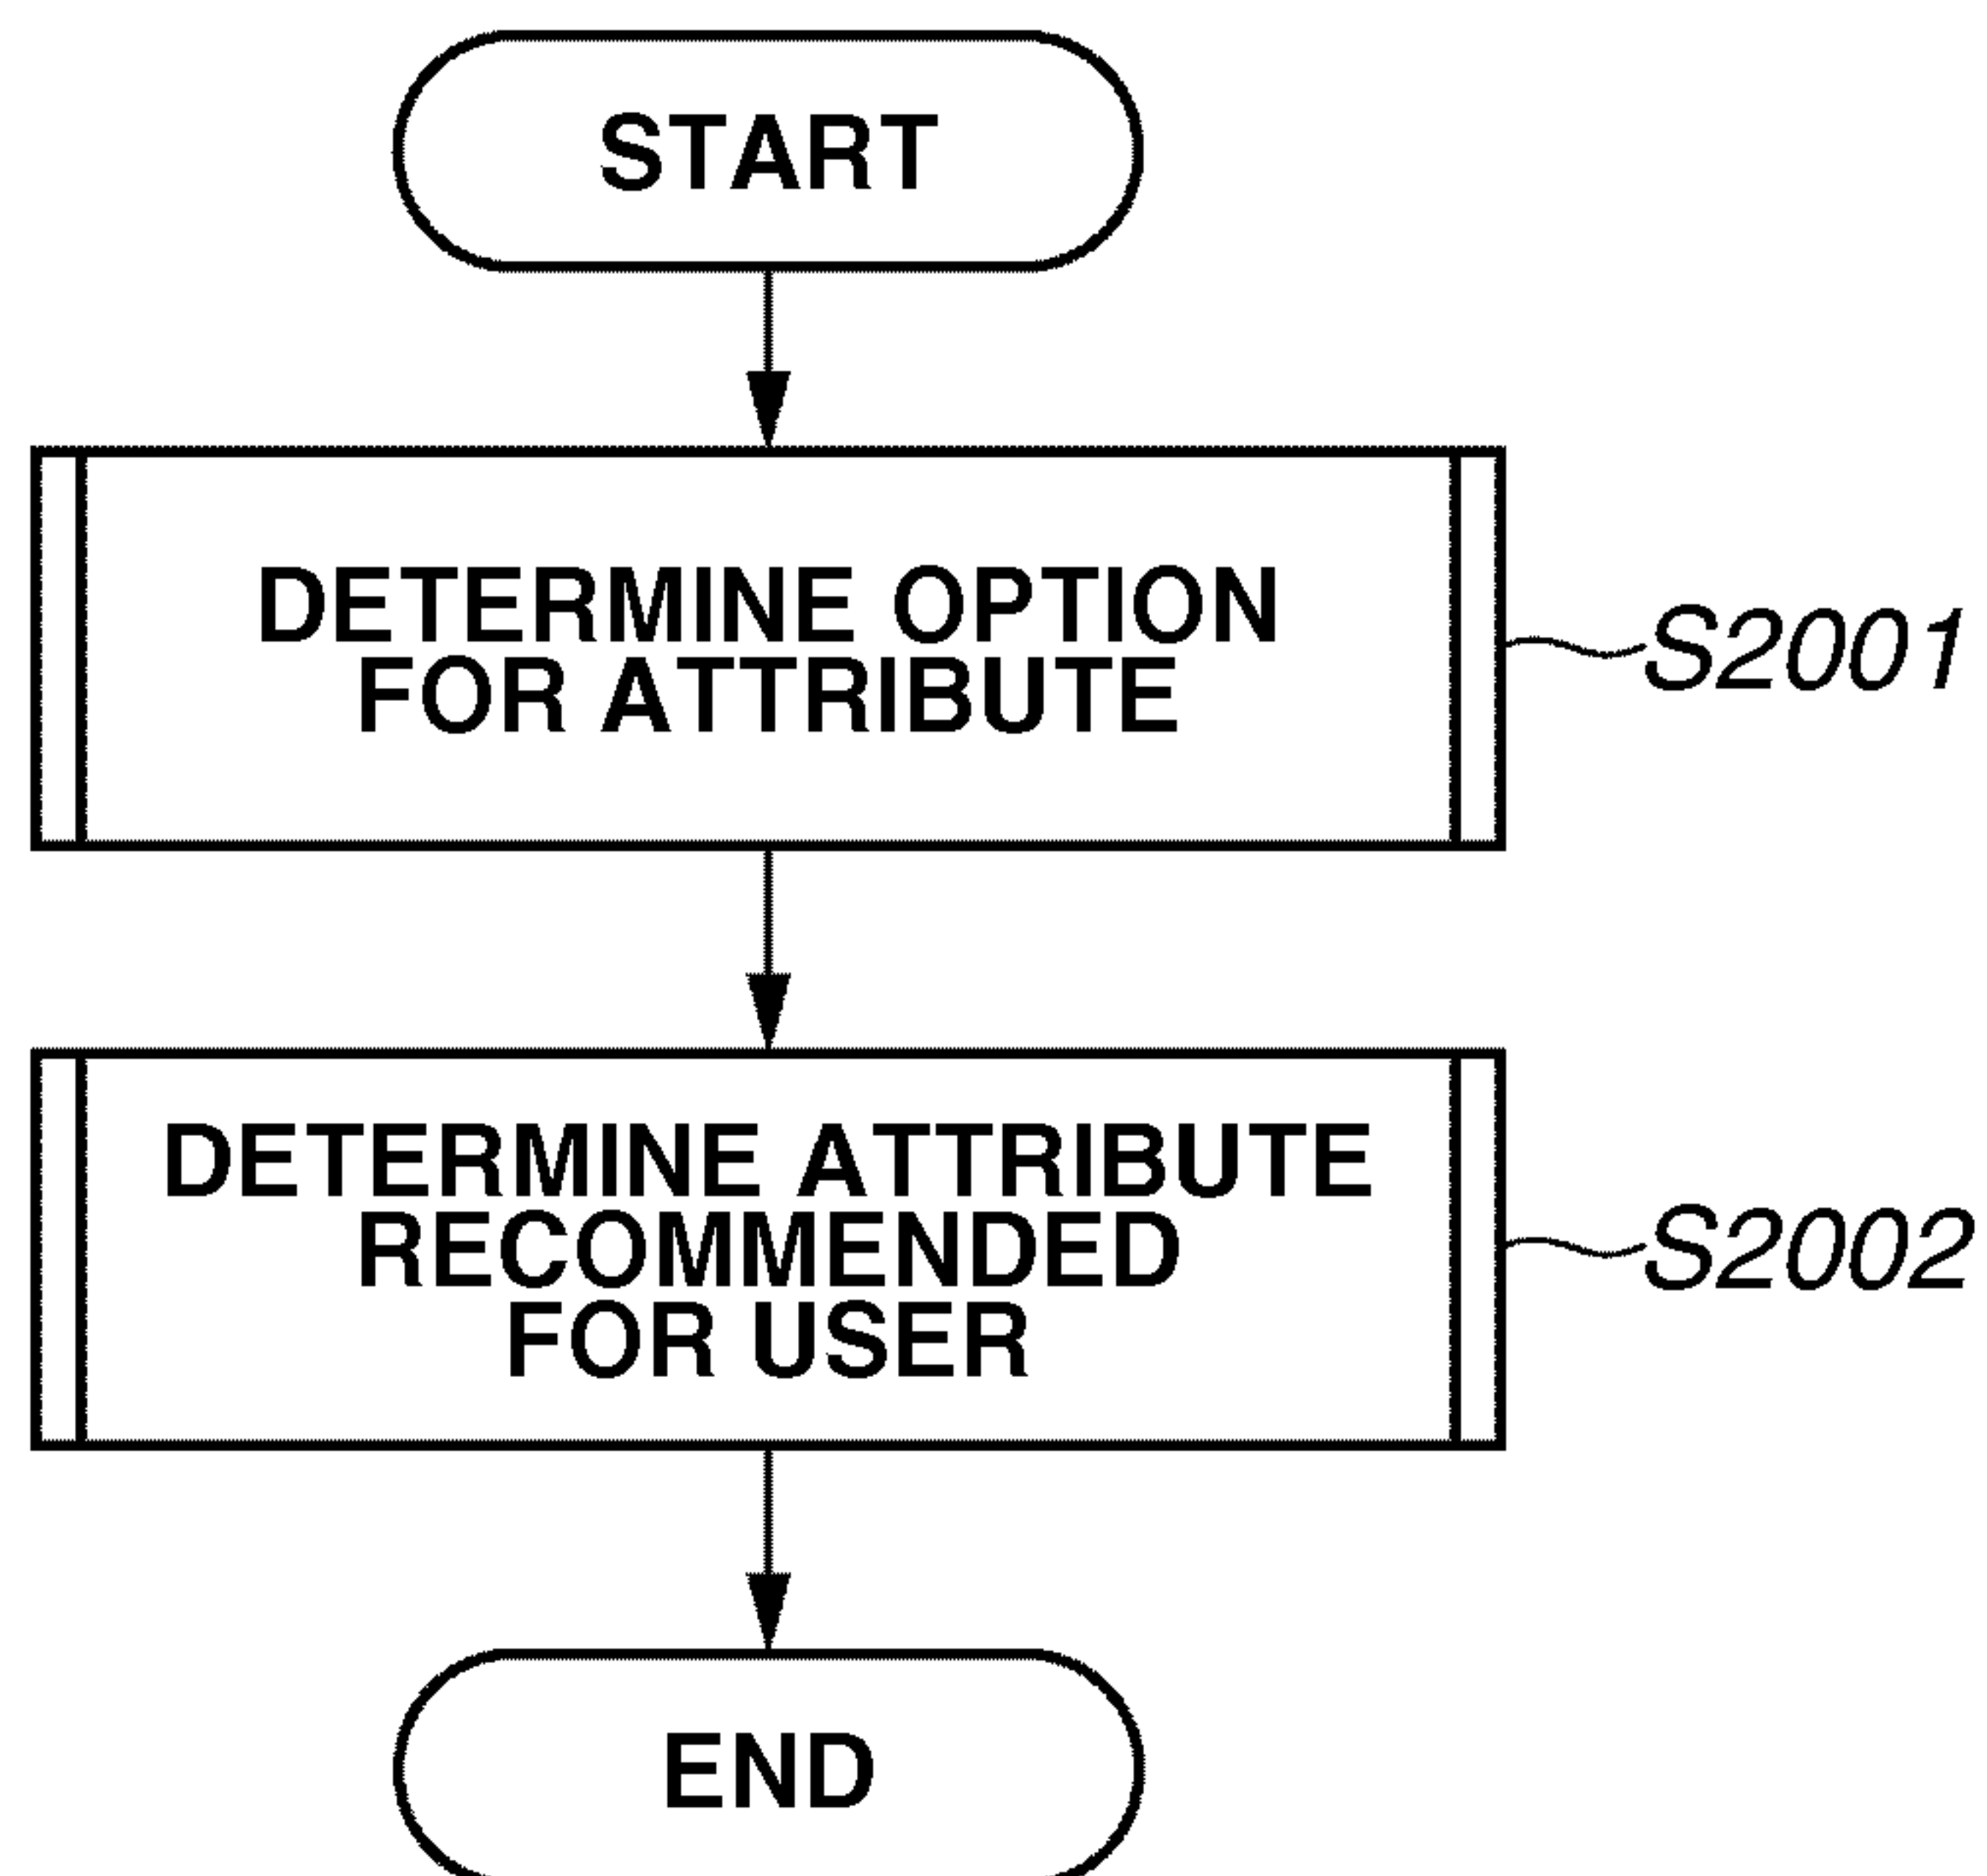 START
DETERMINE OPTION
FOR ATTRIBUTE
S2001
DETERMINE ATTRIBUTE
RECOMMENDED
FOR USER
S2002
END